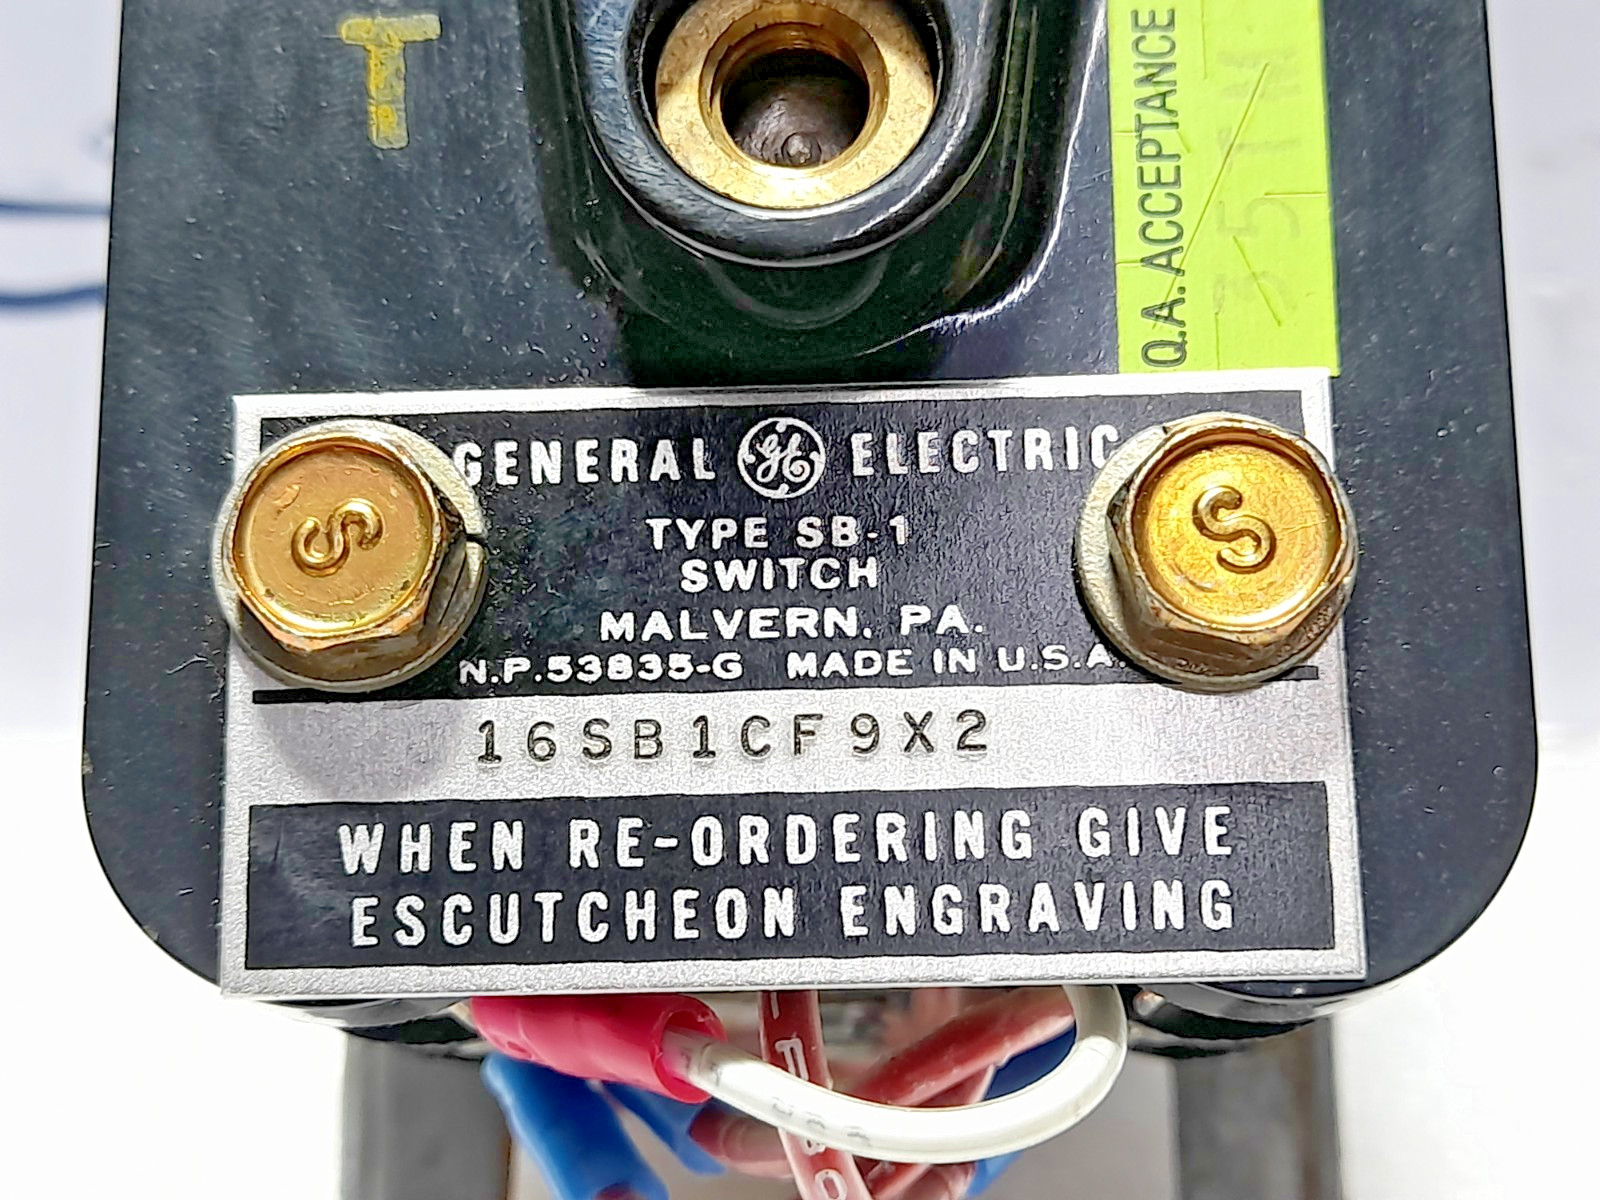 T
Q.A. ACCEPTANCE
GENERAL GE ELECTRIC
TYPE SB-1
SWITCH
MALVERN, PA.
N.P.53835-G MADE IN U.S.A.
S
S
16SB1CF9X2
WHEN RE-ORDERING GIVE
ESCUTCHEON ENGRAVING